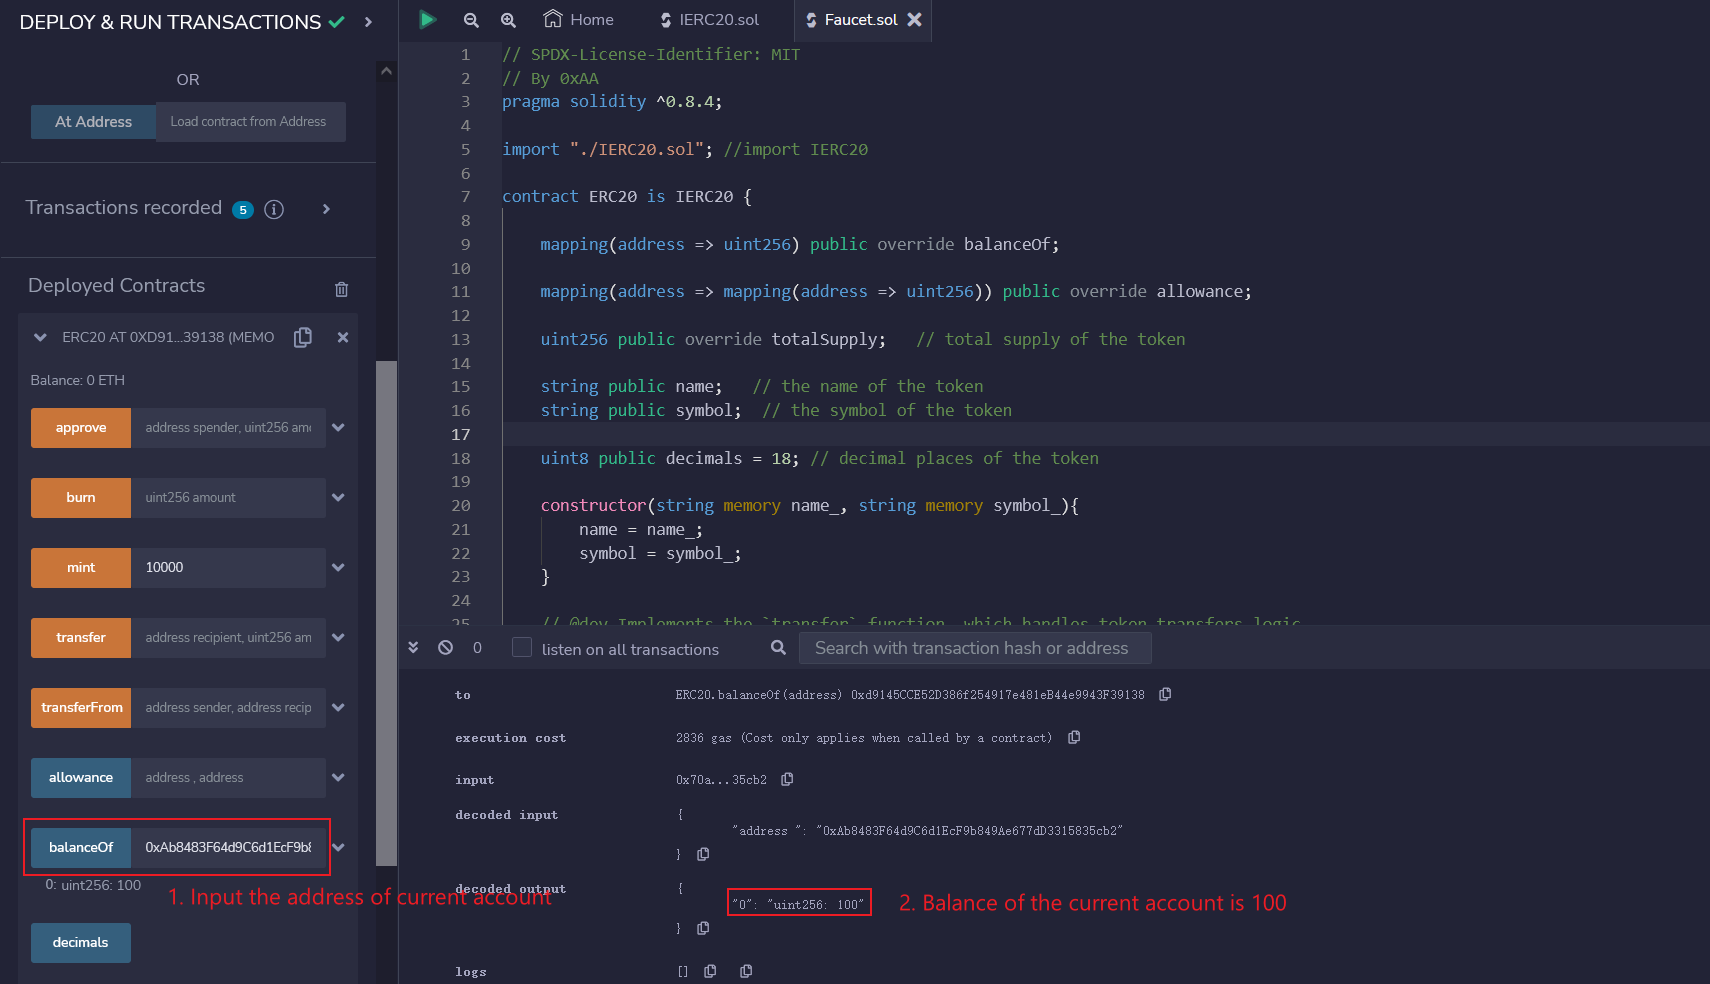 DEPLOY & RUN TRANSACTIONS
OR
At Address
Load contract from Address
Transactions recorded 5
Deployed Contracts
ERC20 AT 0XD91...39138 (MEMO
Balance: 0 ETH
approve
address spender, uint256 am
burn
uint256 amount
mint
10000
transfer
address recipient, uint256 am
transferFrom
address sender, address recip
allowance
address , address
balanceOf
0xAb8483F64d9C6d1EcF9b8
0: uint256: 100
1. Input the address of current account
decimals
Home
IERC20.sol
Faucet.sol
1 // SPDX-License-Identifier: MIT
2 // By 0xAA
3 pragma solidity ^0.8.4;
4
5 import "./IERC20.sol"; //import IERC20
6
7 contract ERC20 is IERC20 {
8
9 mapping(address => uint256) public override balanceOf;
10
11 mapping(address => mapping(address => uint256)) public override allowance;
12
13 uint256 public override totalSupply; // total supply of the token
14
15 string public name; // the name of the token
16 string public symbol; // the symbol of the token
17
18 uint8 public decimals = 18; // decimal places of the token
19
20 constructor(string memory name_, string memory symbol_){
21 name = name_;
22 symbol = symbol_;
23 }
24
25 // @dev Implements the `transfer` function, which handles token transfers logic
0
listen on all transactions
Search with transaction hash or address
to ERC20.balanceOf(address) 0xd9145CCE52D386f254917e481eB44e9943F39138
execution cost 2836 gas (Cost only applies when called by a contract)
input 0x70a...35cb2
decoded input {
"address ": "0xAb8483F64d9C6d1EcF9b849Ae677dD3315835cb2"
}
decoded output {
"0": "uint256: 100"
2. Balance of the current account is 100
}
logs []